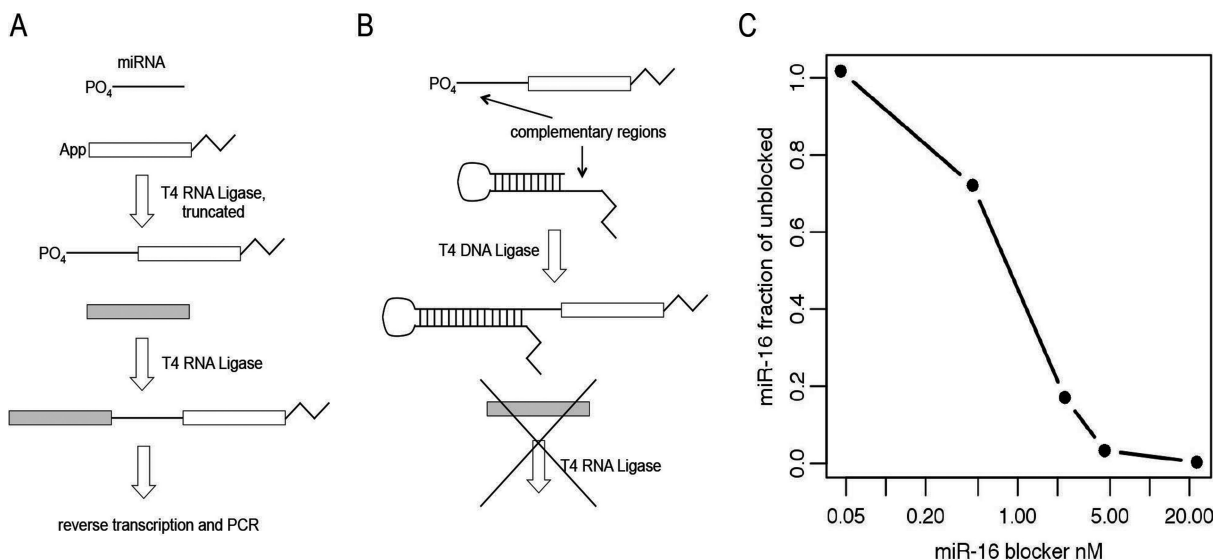 A
miRNA
PO4
App
T4 RNA Ligase,
truncated
PO4
T4 RNA Ligase
reverse transcription and PCR
B
PO4
complementary regions
T4 DNA Ligase
T4 RNA Ligase
C
miR-16 fraction of unblocked
1.0
0.8
0.6
0.4
0.2
0.0
0.05 0.20 1.00 5.00 20.00
miR-16 blocker nM